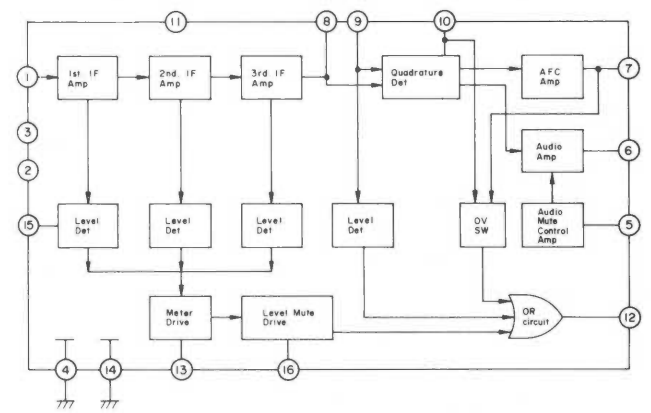 11
8
9
10
1
1st IF
Amp
2nd. IF
Amp
3rd IF
Amp
Quadrature
Det
AFC
Amp
7
3
2
Audio
Amp
6
15
Level
Det
Level
Det
Level
Det
Level
Det
OV
SW
Audio
Mute
Control
Amp
5
Meter
Drive
Level Mute
Drive
OR
circuit
12
4
14
13
16